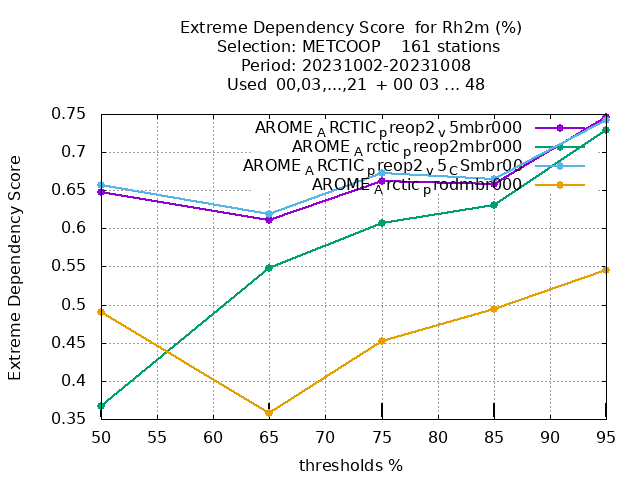 Extreme Dependency Score for Rh2m (%)
Selection: METCOOP 161 stations
Period: 20231002-20231008
Used 00,03,...,21 + 00 03 ... 48
Extreme Dependency Score
0.75
0.7
0.65
0.6
0.55
0.5
0.45
0.4
0.35
AROME_ARCTIC_preop2_v5mbr000
AROME_Arctic_preop2mbr000
AROME_ARCTIC_preop2_v5_CSmbr00
AROME_Arctic_prodmbr000
50 55 60 65 70 75 80 85 90 95
thresholds %